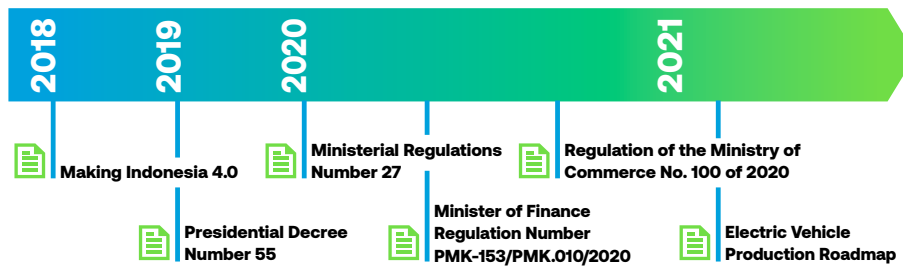 2018
2019
2020
2021
Making Indonesia 4.0
Presidential Decree
Number 55
Ministerial Regulations
Number 27
Minister of Finance
Regulation Number
PMK-153/PMK.010/2020
Regulation of the Ministry of
Commerce No. 100 of 2020
Electric Vehicle
Production Roadmap